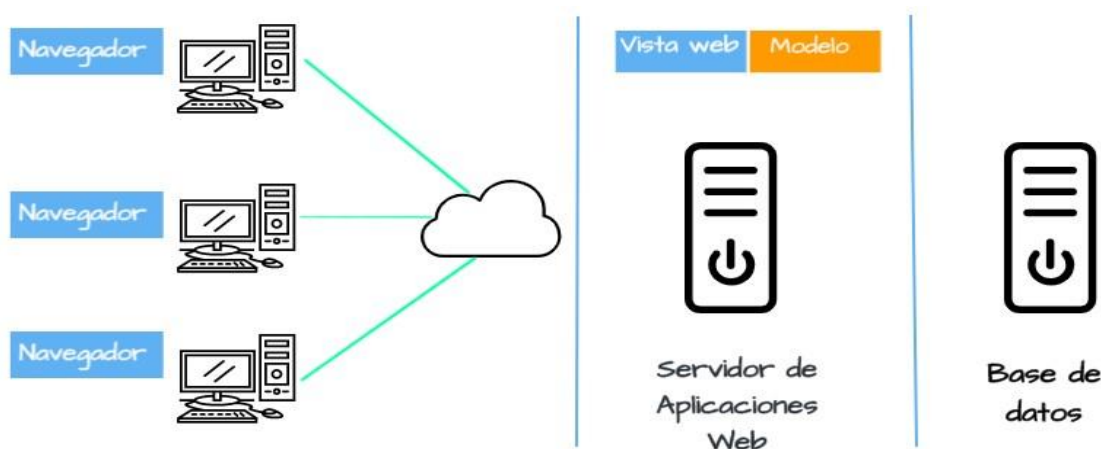 Navegador
Vista web
Modelo
Navegador
Navegador
Servidor de
Aplicaciones
Web
Base de
datos